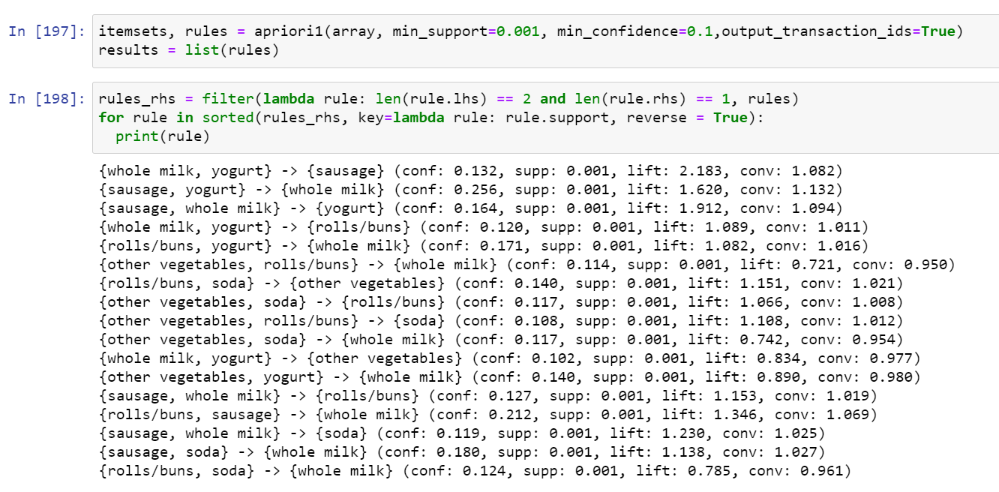 In [197]: itemsets, rules = apriori1(array, min_support=0.001, min_confidence=0.1,output_transaction_ids=True)
results = list(rules)
In [198]: rules_rhs = filter(lambda rule: len(rule.lhs) == 2 and len(rule.rhs) == 1, rules)
for rule in sorted(rules_rhs, key=lambda rule: rule.support, reverse = True):
  print(rule)
{whole milk, yogurt} -> {sausage} (conf: 0.132, supp: 0.001, lift: 2.183, conv: 1.082)
{sausage, yogurt} -> {whole milk} (conf: 0.256, supp: 0.001, lift: 1.620, conv: 1.132)
{sausage, whole milk} -> {yogurt} (conf: 0.164, supp: 0.001, lift: 1.912, conv: 1.094)
{whole milk, yogurt} -> {rolls/buns} (conf: 0.120, supp: 0.001, lift: 1.089, conv: 1.011)
{rolls/buns, yogurt} -> {whole milk} (conf: 0.171, supp: 0.001, lift: 1.082, conv: 1.016)
{other vegetables, rolls/buns} -> {whole milk} (conf: 0.114, supp: 0.001, lift: 0.721, conv: 0.950)
{rolls/buns, soda} -> {other vegetables} (conf: 0.140, supp: 0.001, lift: 1.151, conv: 1.021)
{other vegetables, soda} -> {rolls/buns} (conf: 0.117, supp: 0.001, lift: 1.066, conv: 1.008)
{other vegetables, rolls/buns} -> {soda} (conf: 0.108, supp: 0.001, lift: 1.108, conv: 1.012)
{other vegetables, soda} -> {whole milk} (conf: 0.117, supp: 0.001, lift: 0.742, conv: 0.954)
{whole milk, yogurt} -> {other vegetables} (conf: 0.102, supp: 0.001, lift: 0.834, conv: 0.977)
{other vegetables, yogurt} -> {whole milk} (conf: 0.140, supp: 0.001, lift: 0.890, conv: 0.980)
{sausage, whole milk} -> {rolls/buns} (conf: 0.127, supp: 0.001, lift: 1.153, conv: 1.019)
{rolls/buns, sausage} -> {whole milk} (conf: 0.212, supp: 0.001, lift: 1.346, conv: 1.069)
{sausage, whole milk} -> {soda} (conf: 0.119, supp: 0.001, lift: 1.230, conv: 1.025)
{sausage, soda} -> {whole milk} (conf: 0.180, supp: 0.001, lift: 1.138, conv: 1.027)
{rolls/buns, soda} -> {whole milk} (conf: 0.124, supp: 0.001, lift: 0.785, conv: 0.961)